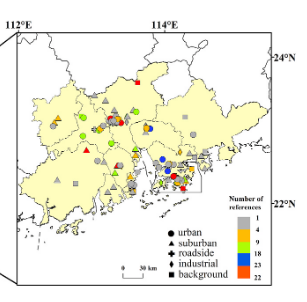 112°E 114°E
24°N
22°N
Number of
references
1
4
9
18
23
22
urban
suburban
roadside
industrial
background
0 30 km